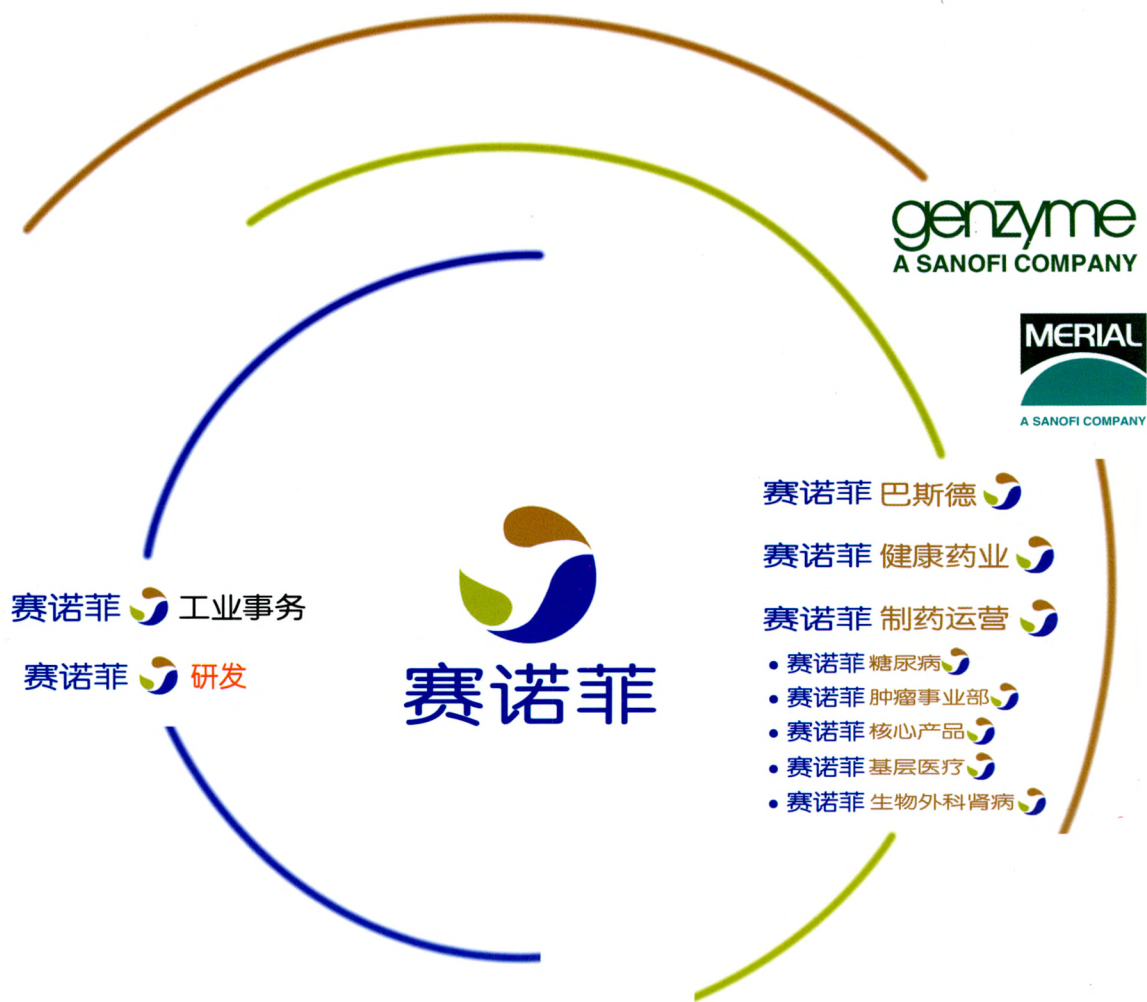 genzyme
A SANOFI COMPANY
MERIAL
A SANOFI COMPANY
赛诺菲 巴斯德
赛诺菲 健康药业
赛诺菲 制药运营
• 赛诺菲 糖尿病
• 赛诺菲 肿瘤事业部
• 赛诺菲 核心产品
• 赛诺菲 基层医疗
• 赛诺菲 生物外科肾病
赛诺菲 工业事务
赛诺菲 研发
赛诺菲